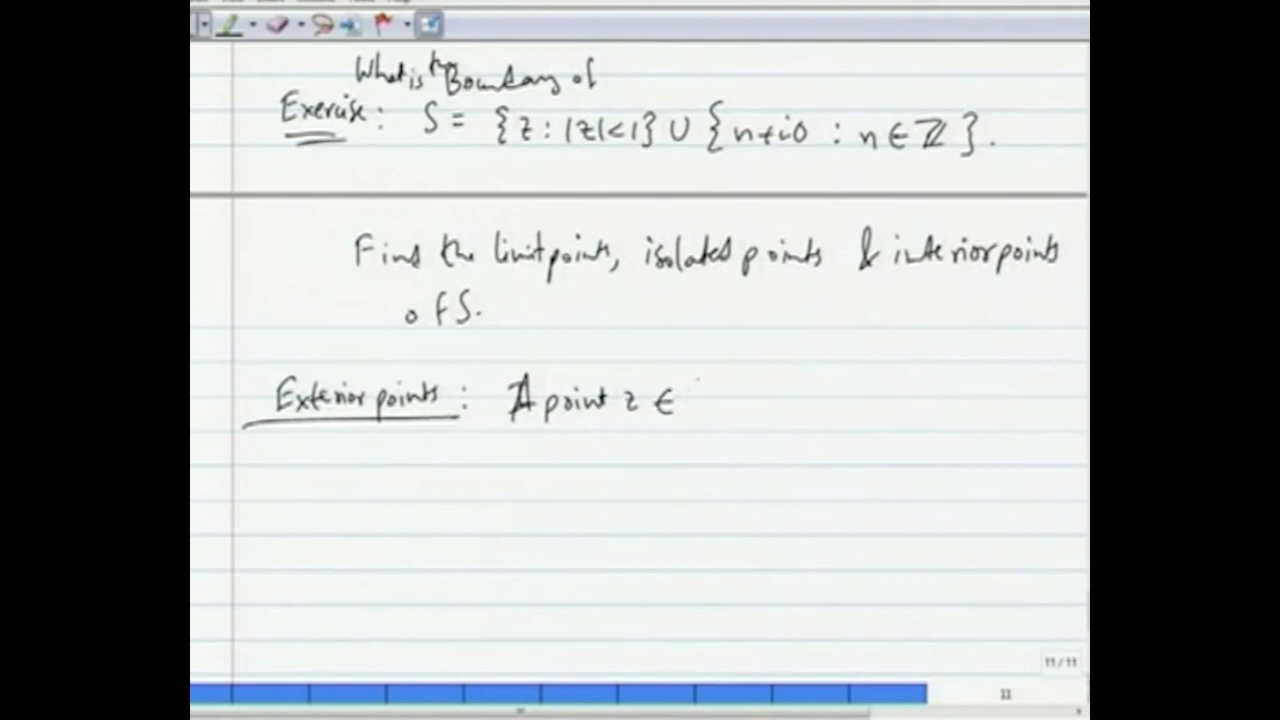 What is the Boundary of
Exercise: S = {z : |z|<1} ∪ {n+i0 : n ∈ ℤ}.
Find the limit points, isolated points & interior points
of S.
Exterior points: A point z ∈
11/11
11